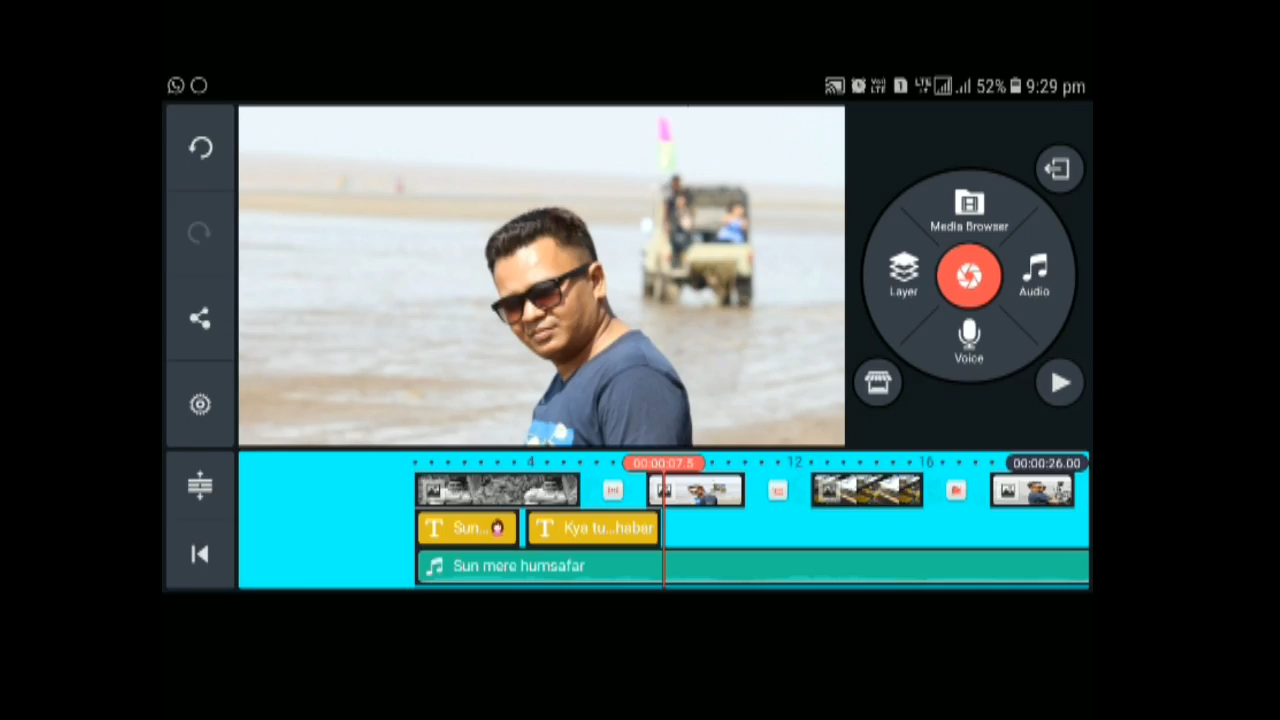 52% 9:29 pm
Media Browser
Layer
Audio
Voice
4
00:00:07.5
12
16
00:00:26.00
Sun...
Kya tu...habar
Sun mere humsafar